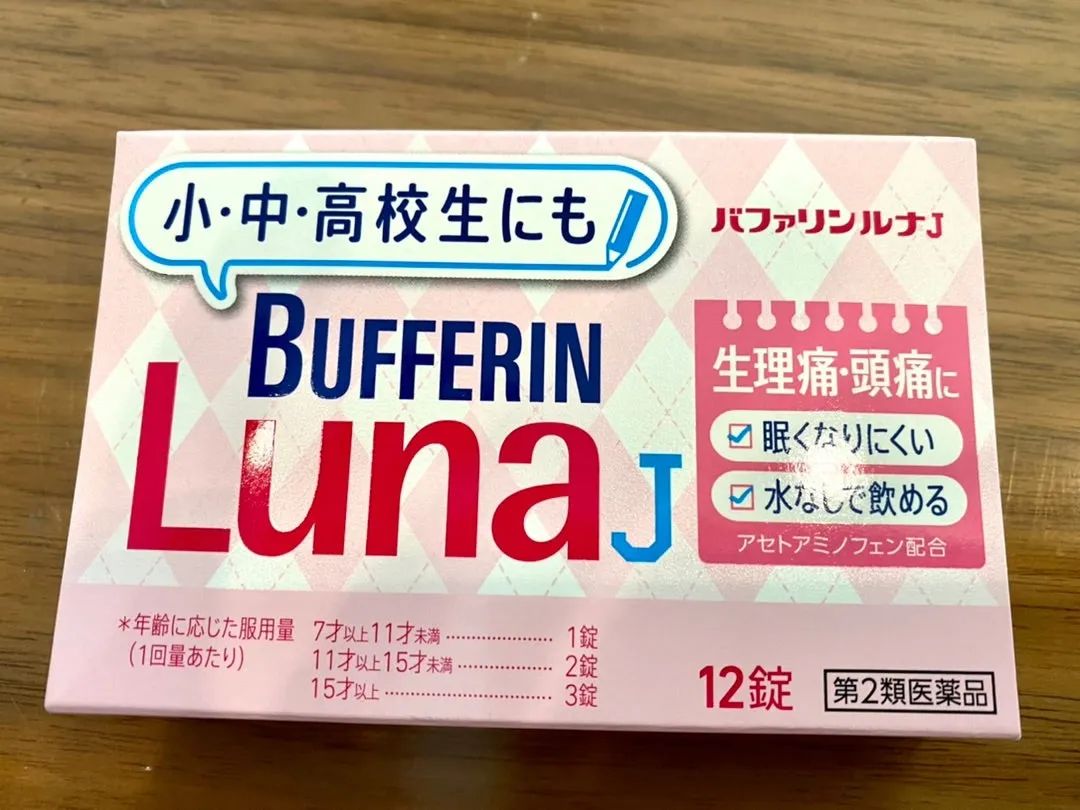 小・中・高校生にも
バファリンルナJ
BUFFERIN
LunaJ
生理痛・頭痛に
眠くなりにくい
水なしで飲める
アセトアミノフェン配合
*年齢に応じた服用量
(1回量あたり)
7才以上11才未満 ..................... 1錠
11才以上15才未満 ..................... 2錠
15才以上 ................................. 3錠
12錠
第2類医薬品